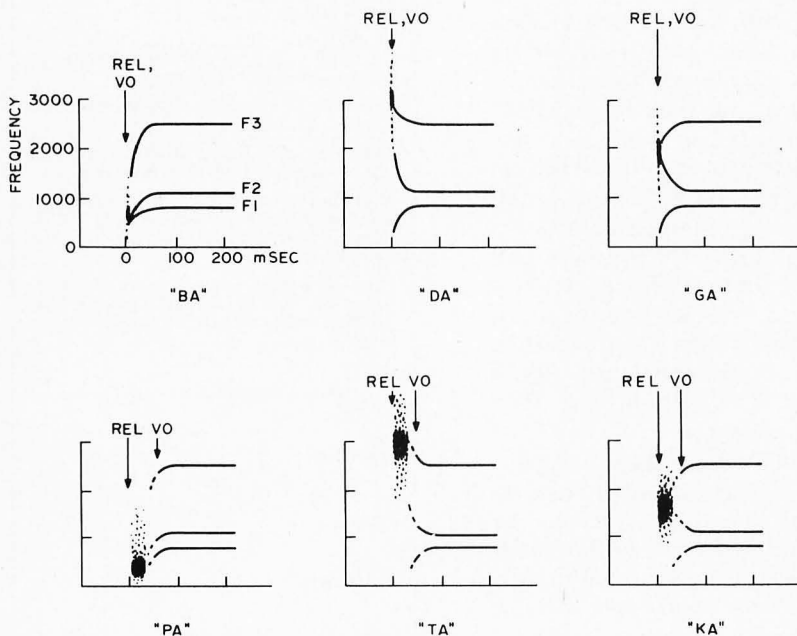 REL, VO
REL, VO
REL,
VO
FREQUENCY
3000
2000
1000
0
F3
F2
F1
0 100 200 mSEC
"BA"
"DA"
"GA"
REL VO
REL VO
REL VO
"PA"
"TA"
"KA"